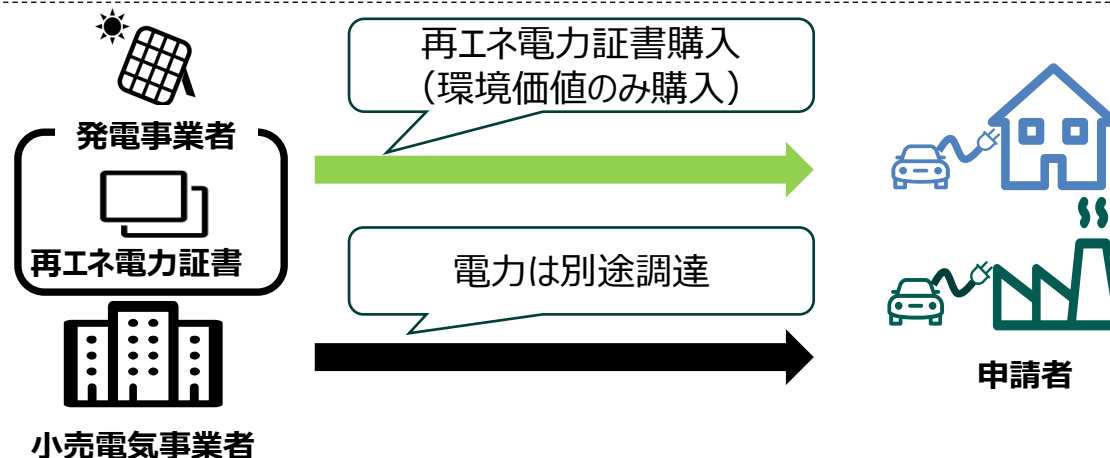 再エネ電力証書購入
（環境価値のみ購入）
発電事業者
再エネ電力証書
電力は別途調達
申請者
小売電気事業者